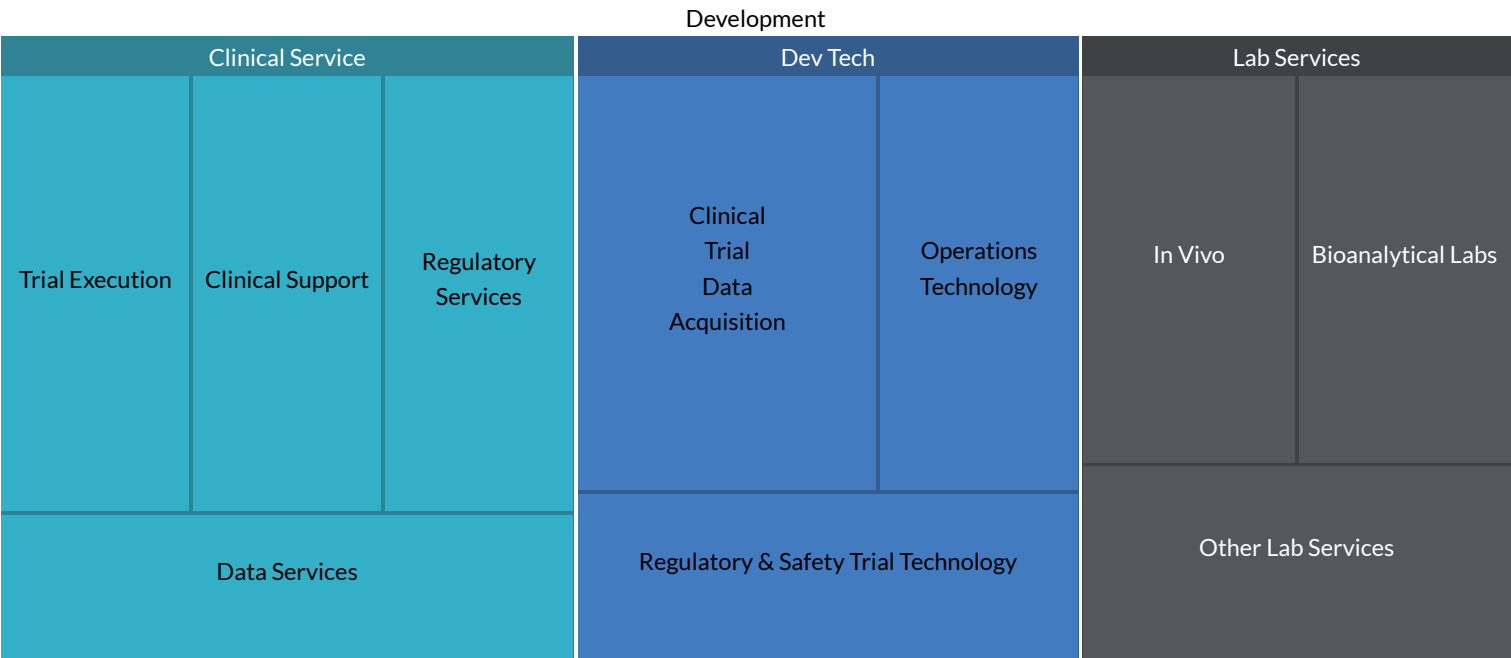 Development
Clinical Service
Trial Execution
Clinical Support
Regulatory
Services
Data Services
Dev Tech
Clinical
Trial
Data
Acquisition
Operations
Technology
Regulatory & Safety Trial Technology
Lab Services
In Vivo
Bioanalytical Labs
Other Lab Services